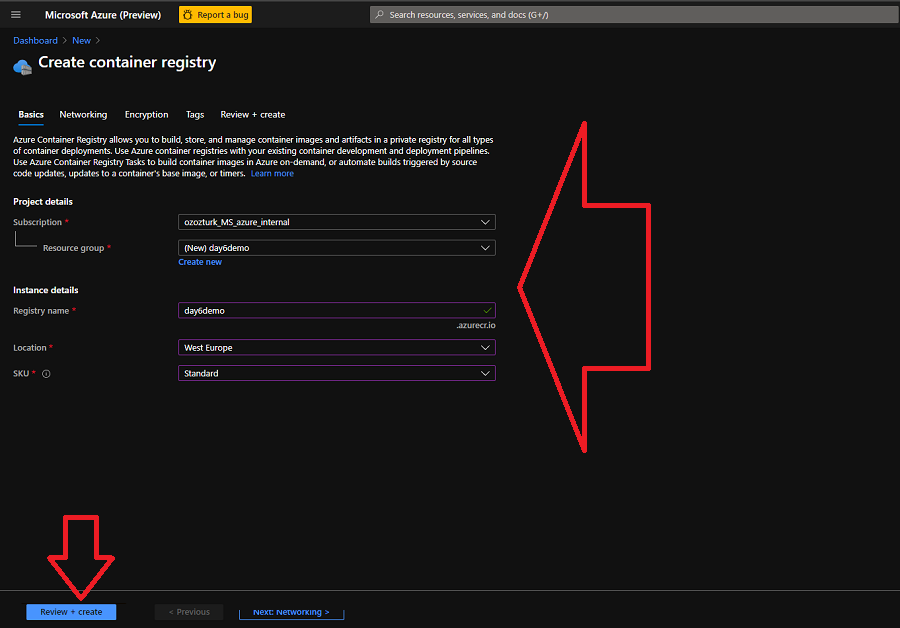 Microsoft Azure (Preview)
Report a bug
Search resources, services, and docs (G+/)
Dashboard > New >
Create container registry
Basics Networking Encryption Tags Review + create
Azure Container Registry allows you to build, store, and manage container images and artifacts in a private registry for all types
of container deployments. Use Azure container registries with your existing container development and deployment pipelines.
Use Azure Container Registry Tasks to build container images in Azure on-demand, or automate builds triggered by source
code updates, updates to a container's base image, or timers. Learn more
Project details
Subscription *
ozozturk_MS_azure_internal
Resource group *
(New) day6demo
Create new
Instance details
Registry name *
day6demo
.azurecr.io
Location *
West Europe
SKU *
Standard
Review + create
< Previous
Next: Networking >